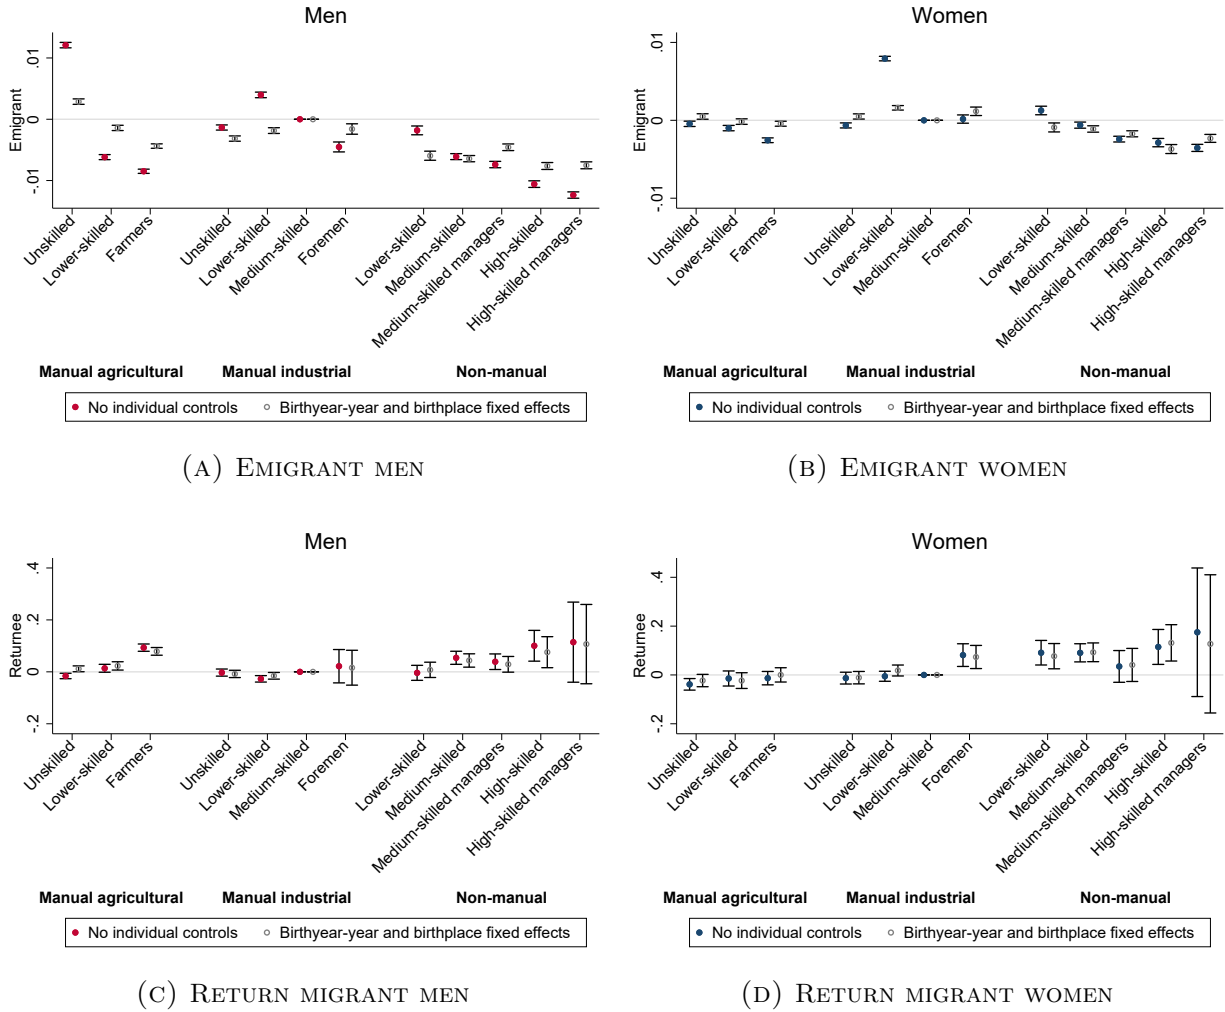 Men
Emigrant
.01
0
-.01
Unskilled
Lower-skilled
Farmers
Unskilled
Lower-skilled
Medium-skilled
Foremen
Lower-skilled
Medium-skilled
Medium-skilled managers
High-skilled
High-skilled managers
Manual agricultural Manual industrial Non-manual
No individual controls Birthyear-year and birthplace fixed effects
(A) Emigrant men
Women
Emigrant
.01
0
-.01
Unskilled
Lower-skilled
Farmers
Unskilled
Lower-skilled
Medium-skilled
Foremen
Lower-skilled
Medium-skilled
Medium-skilled managers
High-skilled
High-skilled managers
Manual agricultural Manual industrial Non-manual
No individual controls Birthyear-year and birthplace fixed effects
(B) Emigrant women
Men
Returnee
.4
.2
0
-.2
Unskilled
Lower-skilled
Farmers
Unskilled
Lower-skilled
Medium-skilled
Foremen
Lower-skilled
Medium-skilled
Medium-skilled managers
High-skilled
High-skilled managers
Manual agricultural Manual industrial Non-manual
No individual controls Birthyear-year and birthplace fixed effects
(C) Return migrant men
Women
Returnee
.4
.2
0
-.2
Unskilled
Lower-skilled
Farmers
Unskilled
Lower-skilled
Medium-skilled
Foremen
Lower-skilled
Medium-skilled
Medium-skilled managers
High-skilled
High-skilled managers
Manual agricultural Manual industrial Non-manual
No individual controls Birthyear-year and birthplace fixed effects
(D) Return migrant women